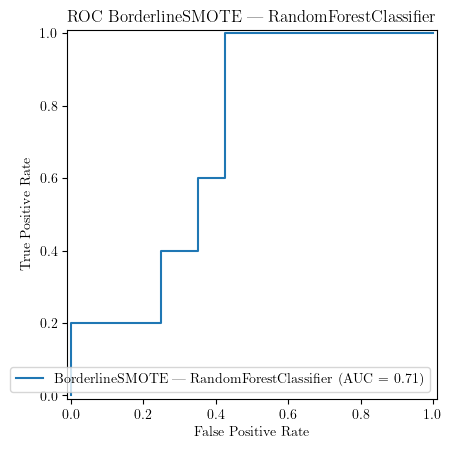 ROC BorderlineSMOTE — RandomForestClassifier
1.0
0.8
0.6
0.4
0.2
0.0
True Positive Rate
BorderlineSMOTE — RandomForestClassifier (AUC = 0.71)
0.0 0.2 0.4 0.6 0.8 1.0
False Positive Rate